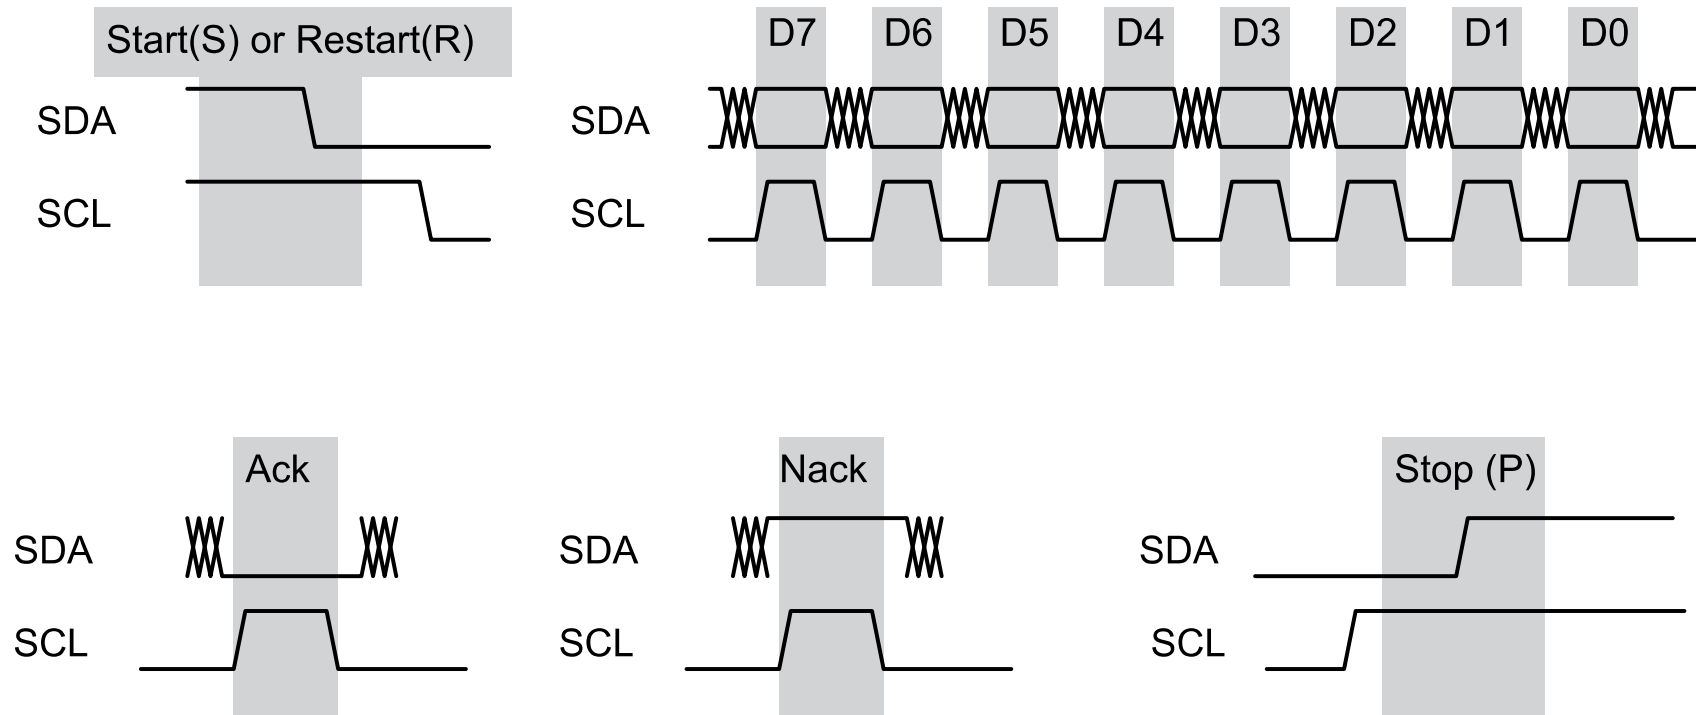 Start(S) or Restart(R)
SDA
SCL
D7 D6 D5 D4 D3 D2 D1 D0
SDA
SCL
Ack
SDA
SCL
Nack
SDA
SCL
Stop (P)
SDA
SCL